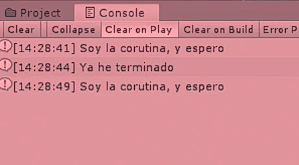 Project Console
Clear Collapse Clear on Play Clear on Build Error P
[14:28:41] Soy la corutina, y espero
[14:28:44] Ya he terminado
[14:28:49] Soy la corutina, y espero